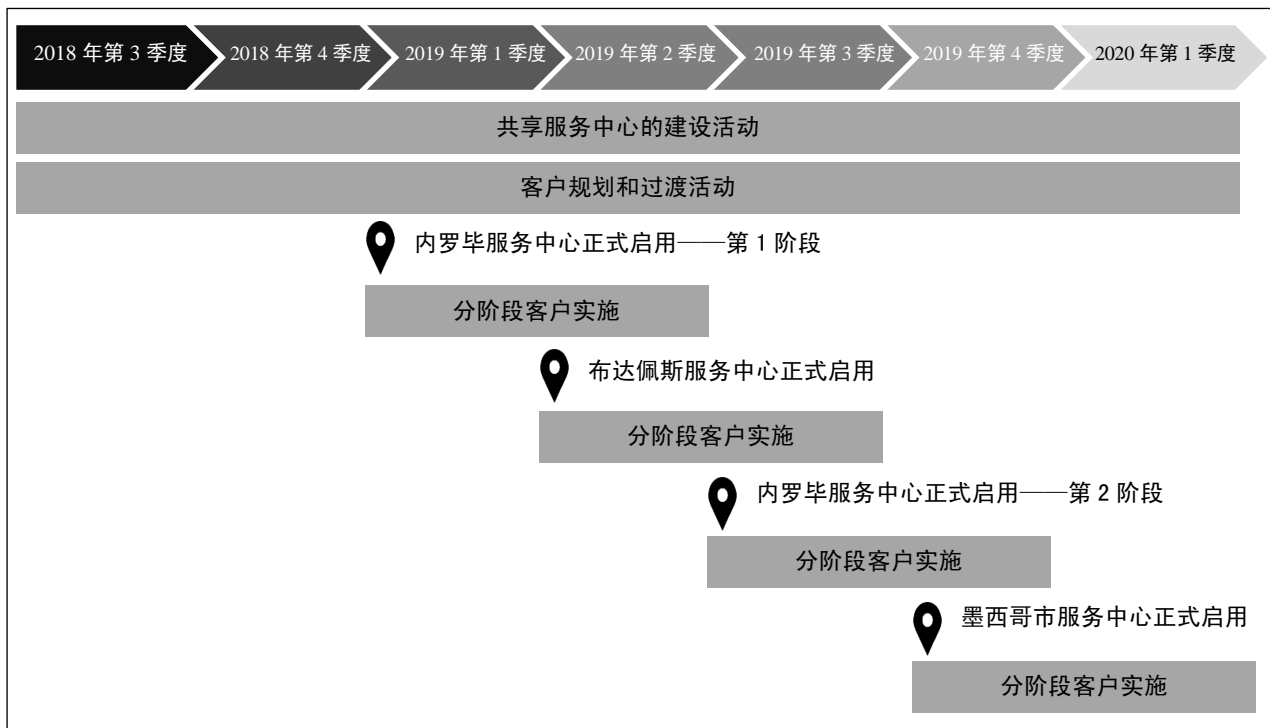 2018 年第 3 季度 2018 年第 4 季度 2019 年第 1 季度 2019 年第 2 季度 2019 年第 3 季度 2019 年第 4 季度 2020 年第 1 季度
共享服务中心的建设活动
客户规划和过渡活动
内罗毕服务中心正式启用——第 1 阶段
分阶段客户实施
布达佩斯服务中心正式启用
分阶段客户实施
内罗毕服务中心正式启用——第 2 阶段
分阶段客户实施
墨西哥市服务中心正式启用
分阶段客户实施